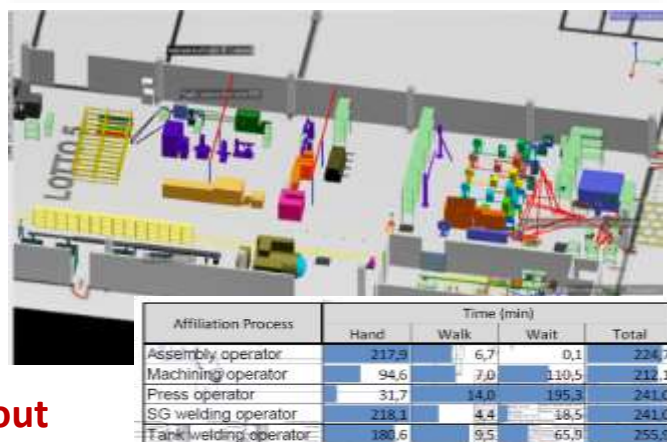 LOTTO 5
Affiliation Process Time (min)
Hand Walk Wait Total
Assembly operator 217,9 6,7 0,1 224,7
Machining operator 94,6 7,0 110,5 212,1
Press operator 31,7 14,0 195,3 241,0
SG welding operator 218,1 4,4 18,5 241,0
Tank welding operator 180,6 9,5 65,9
out